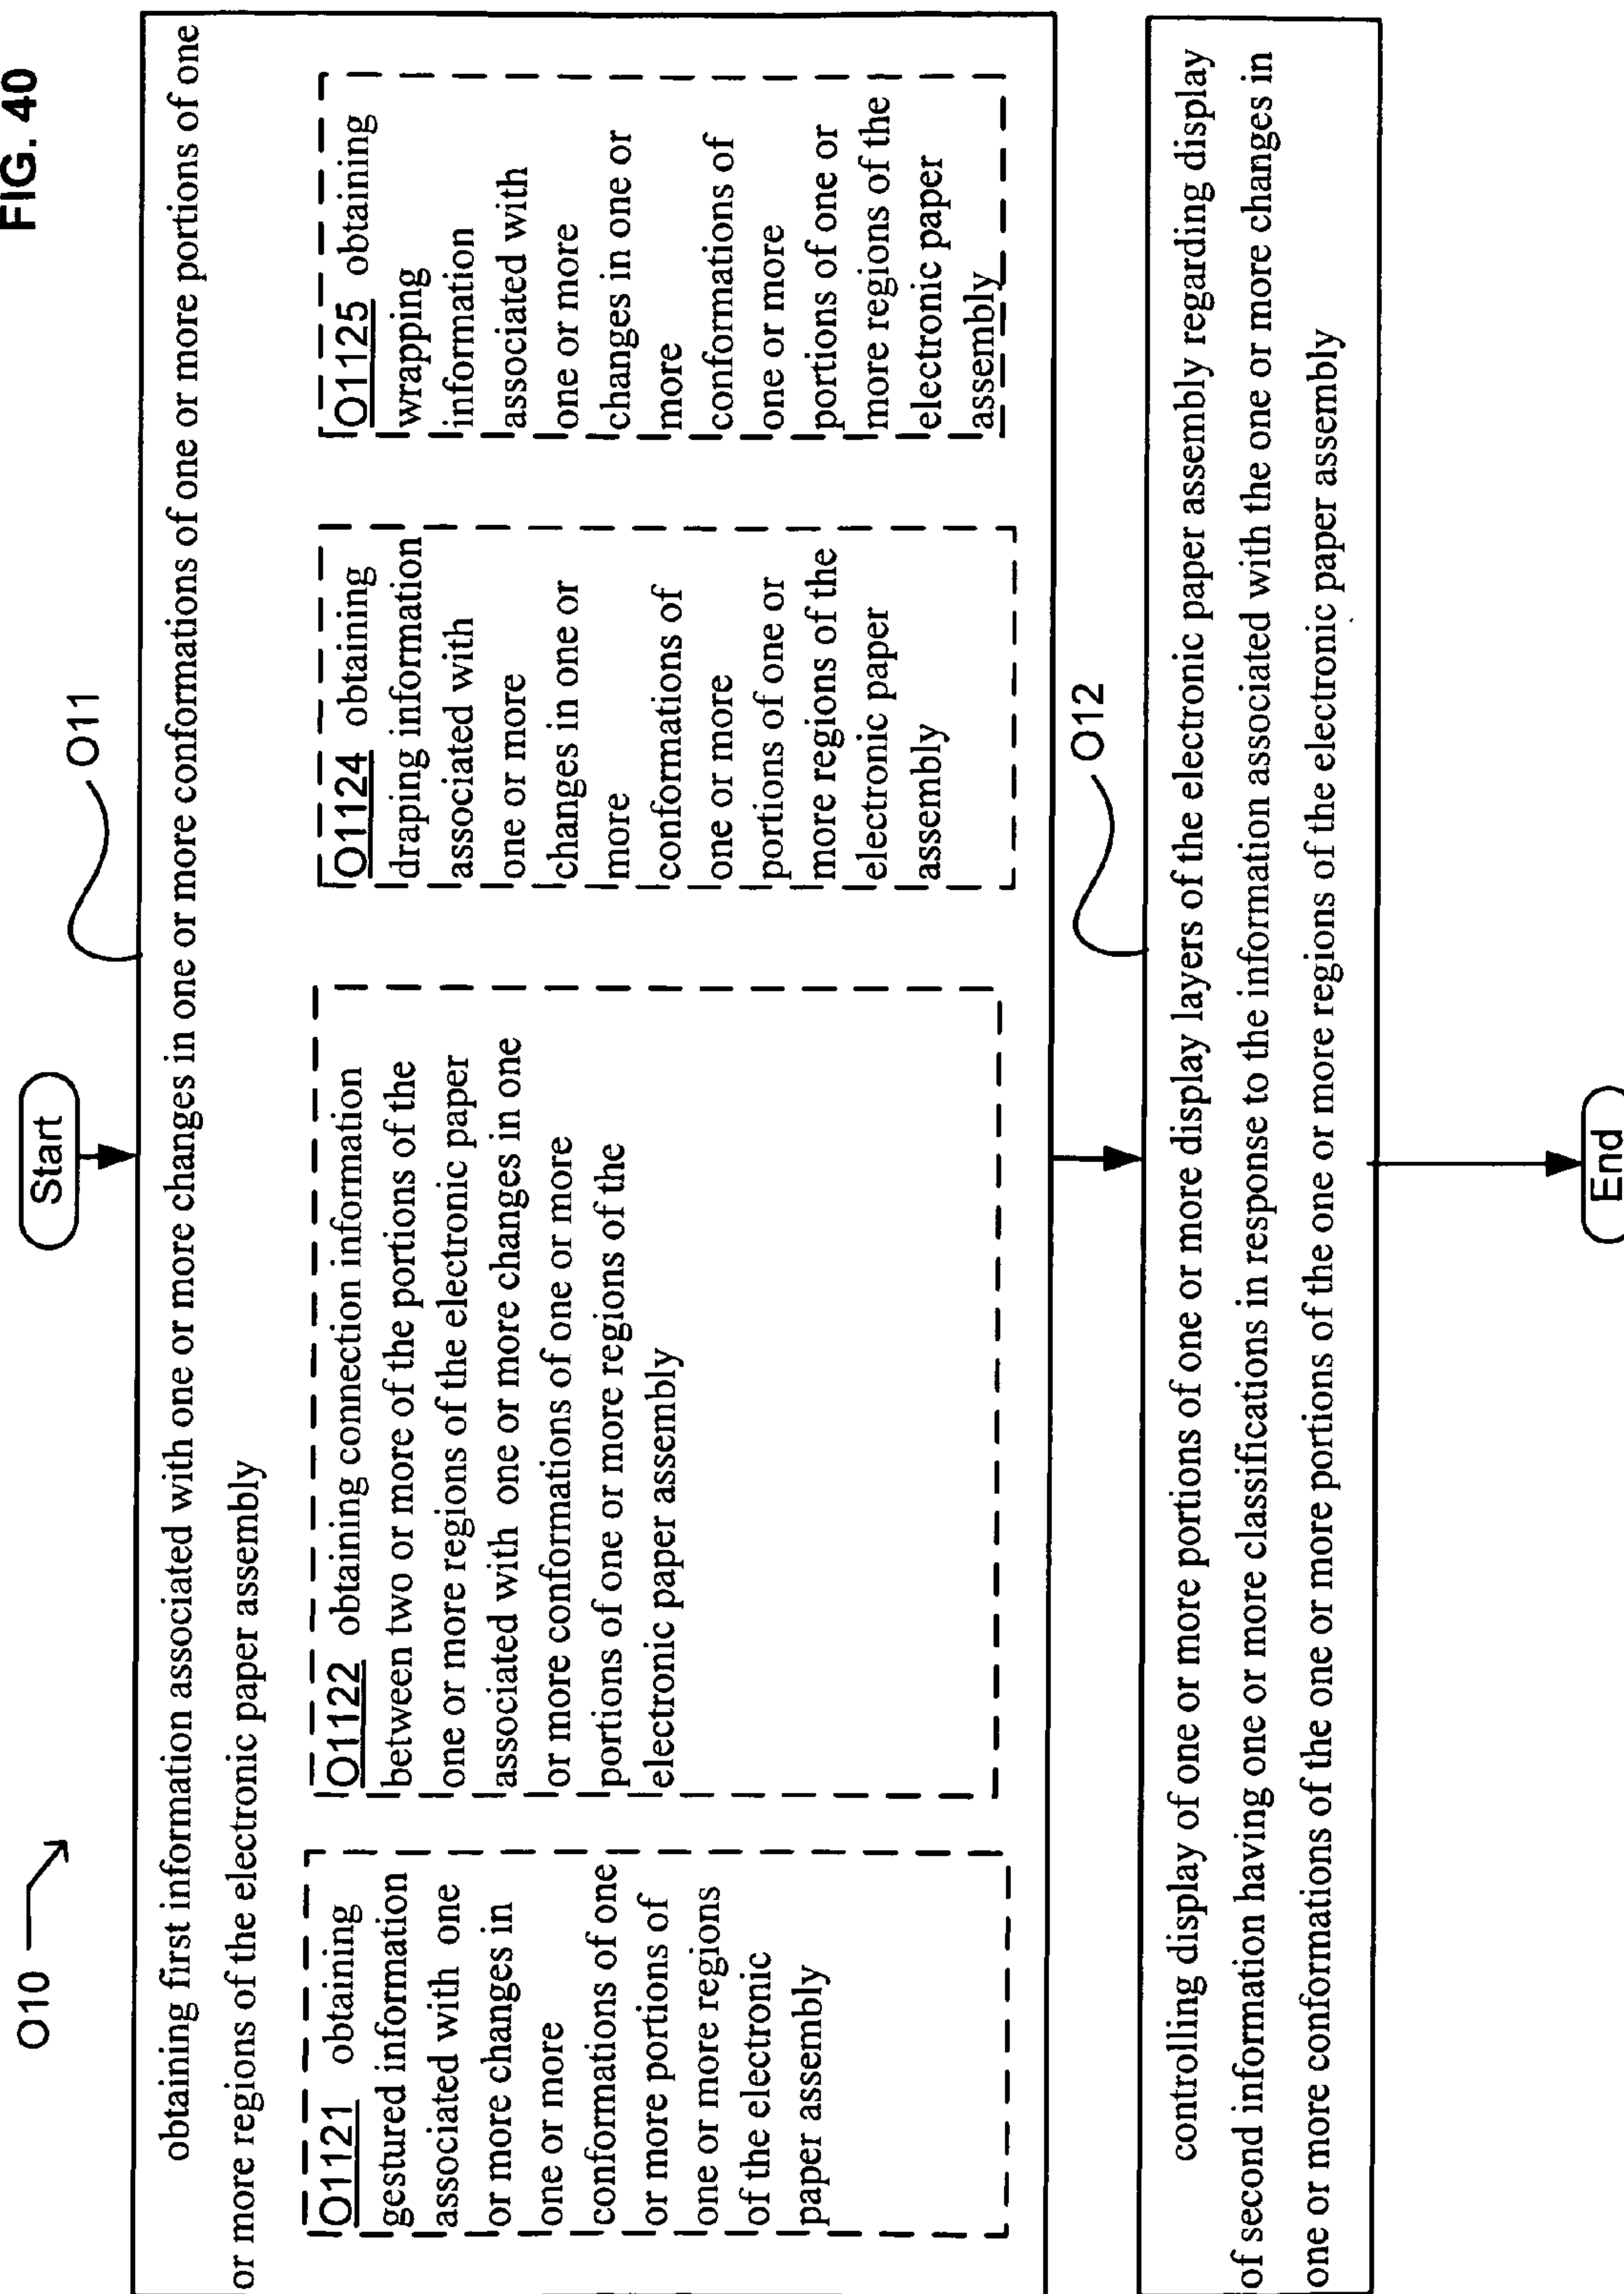 FIG. 40
O10
Start
O11
obtaining first information associated with one or more changes in one or more conformations of one or more portions of one
or more regions of the electronic paper assembly
O1121 obtaining
gestured information
associated with one
or more changes in
one or more
conformations of one
or more portions of
one or more regions
of the electronic
paper assembly
O1122 obtaining connection information
between two or more of the portions of the
one or more regions of the electronic paper
associated with one or more changes in one
or more conformations of one or more
portions of one or more regions of the
electronic paper assembly
O1124 obtaining
draping information
associated with
one or more
changes in one or
more
conformations of
one or more
portions of one or
more regions of the
electronic paper
assembly
O1125 obtaining
wrapping
information
associated with
one or more
changes in one or
more
conformations of
one or more
portions of one or
more regions of the
electronic paper
assembly
O12
controlling display of one or more portions of one or more display layers of the electronic paper assembly regarding display
of second information having one or more classifications in response to the information associated with the one or more changes in
one or more conformations of the one or more portions of the one or more regions of the electronic paper assembly
End